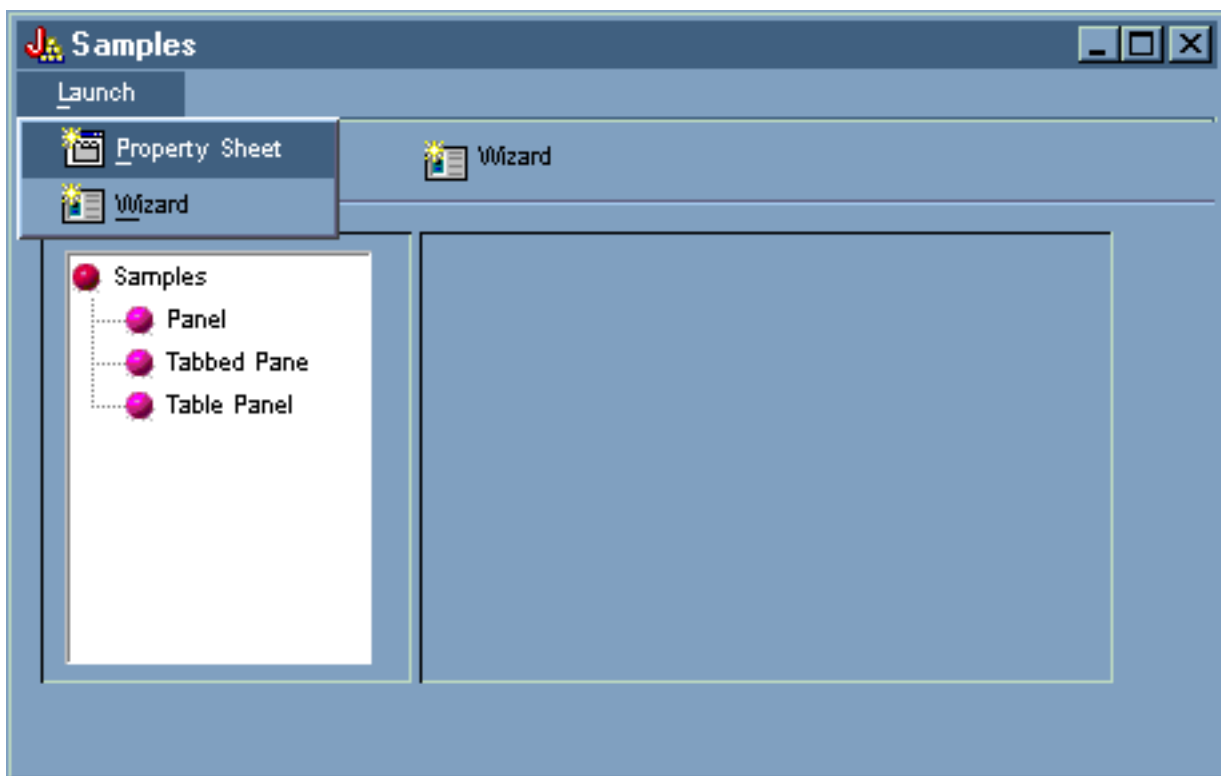 Samples
Launch
Property Sheet
Wizard
Wizard
Samples
Panel
Tabbed Pane
Table Panel